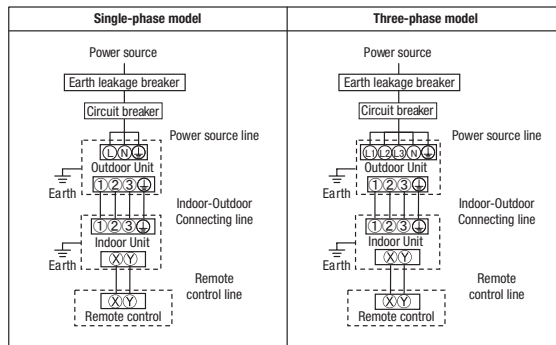 Single-phase model
Power source
Earth leakage breaker
Circuit breaker
Power source line
L N ⏚
Outdoor Unit
1 2 3 ⏚
Earth
Indoor-Outdoor
Connecting line
1 2 3 ⏚
Indoor Unit
Earth
X Y
Remote
control line
X Y
Remote control
Three-phase model
Power source
Earth leakage breaker
Circuit breaker
Power source line
L1 L2 L3 N ⏚
Outdoor Unit
1 2 3 ⏚
Earth
Indoor-Outdoor
Connecting line
1 2 3 ⏚
Indoor Unit
Earth
X Y
Remote
control line
X Y
Remote control